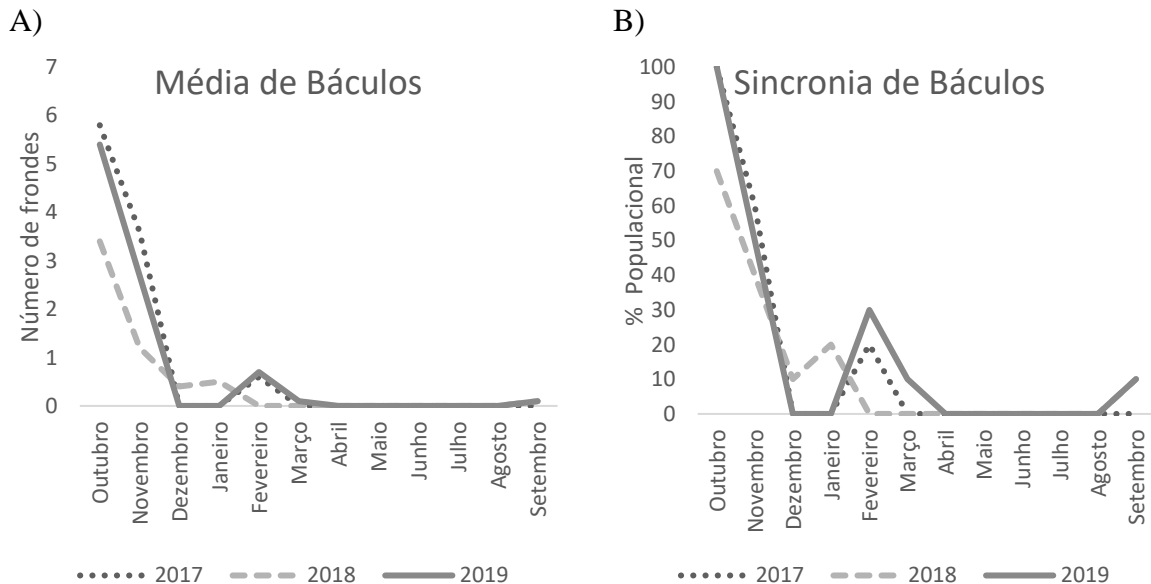 A)
Média de Báculos
Número de frondes
7
6
5
4
3
2
1
0
Outubro
Novembro
Dezembro
Janeiro
Fevereiro
Março
Abril
Maio
Junho
Julho
Agosto
Setembro
2017 2018 2019
B)
Sincronia de Báculos
% Populacional
100
90
80
70
60
50
40
30
20
10
0
Outubro
Novembro
Dezembro
Janeiro
Fevereiro
Março
Abril
Maio
Junho
Julho
Agosto
Setembro
2017 2018 2019